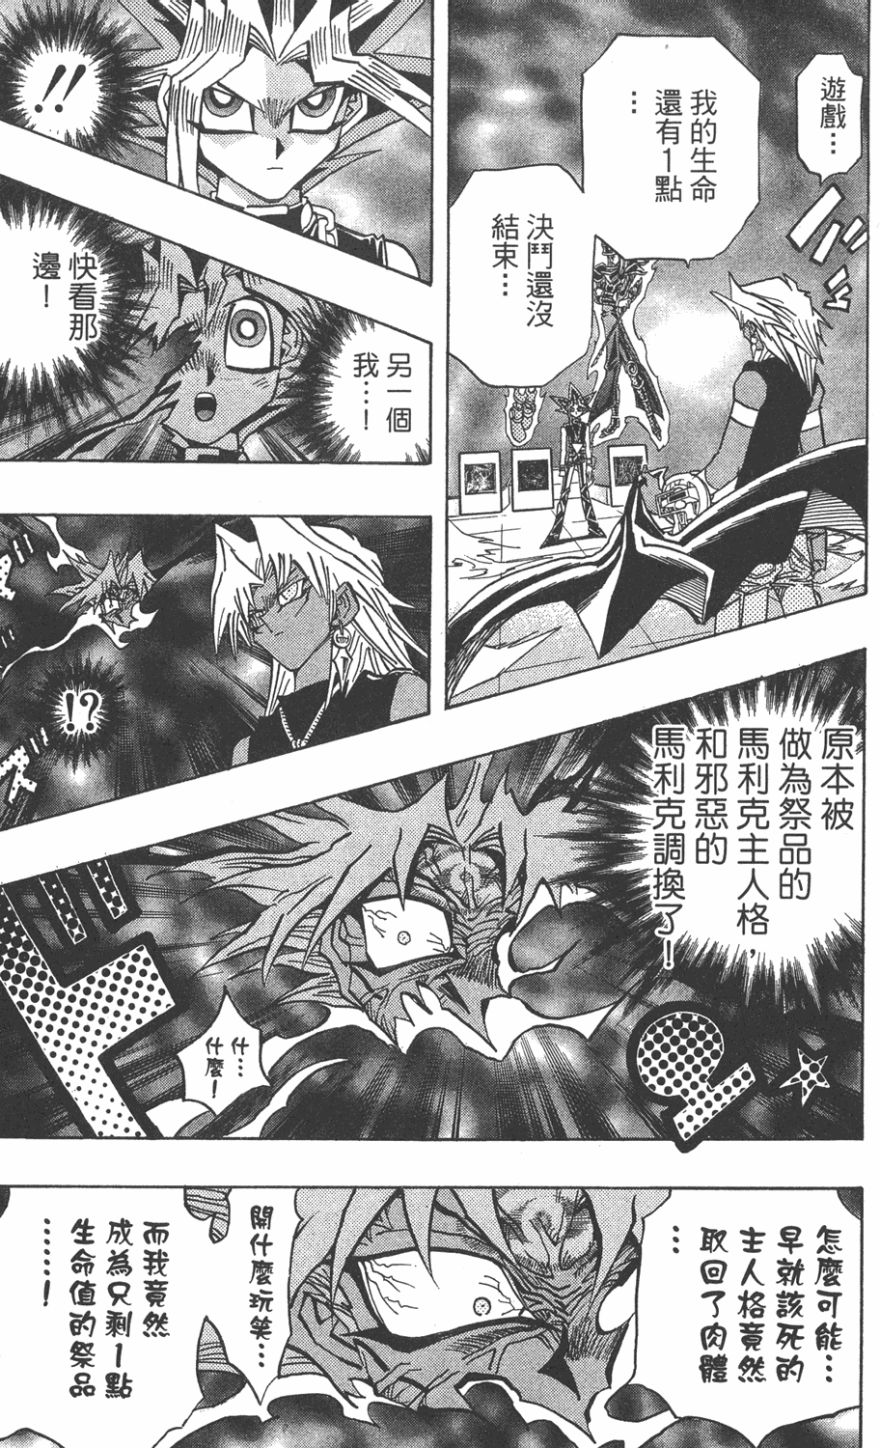 遊戲…
我的生命
還有1點
…
決鬥還沒
結束…
!!
快看那
邊！
另一個
我…！
!?
原本被
做為祭品的
馬利克主人格，
和邪惡的
馬利克調換了！
什…
什麼！
怎麼可能…
早就該死的
主人格竟然
取回了肉體
…
開什麼玩笑…
而我竟然
成為只剩1點
生命值的祭品
……！